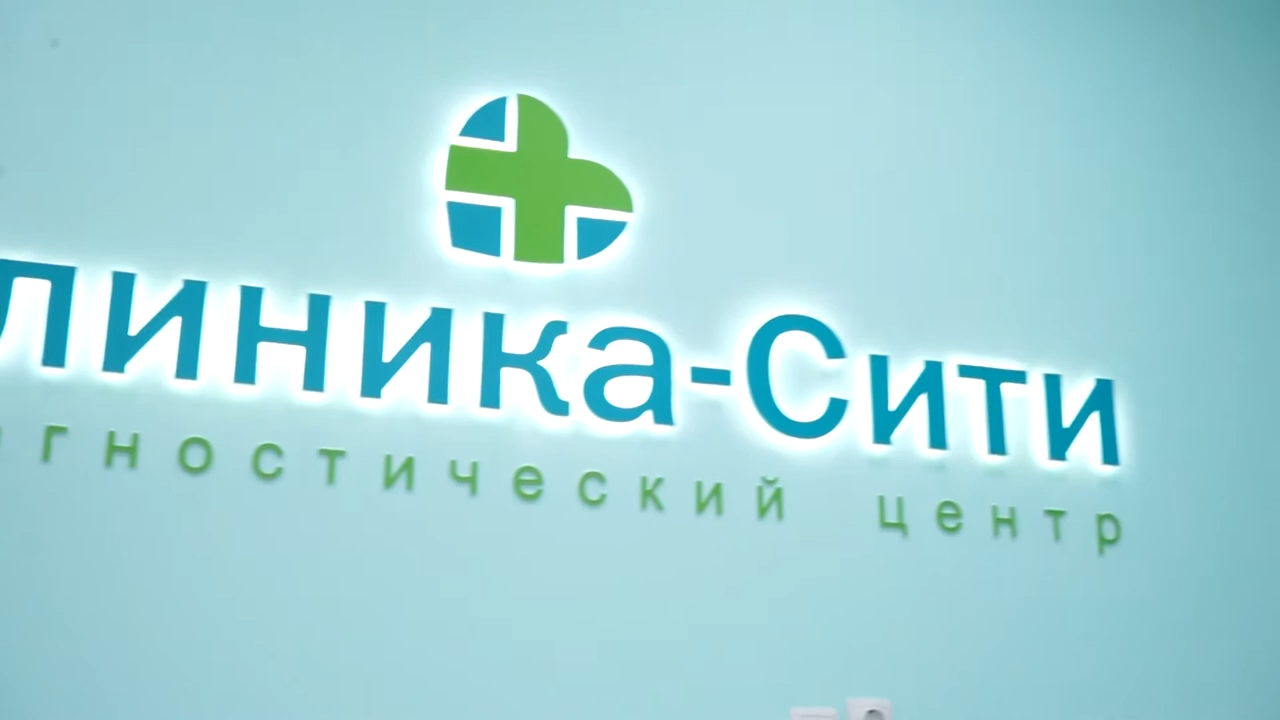 линика-Сити
гностический центр